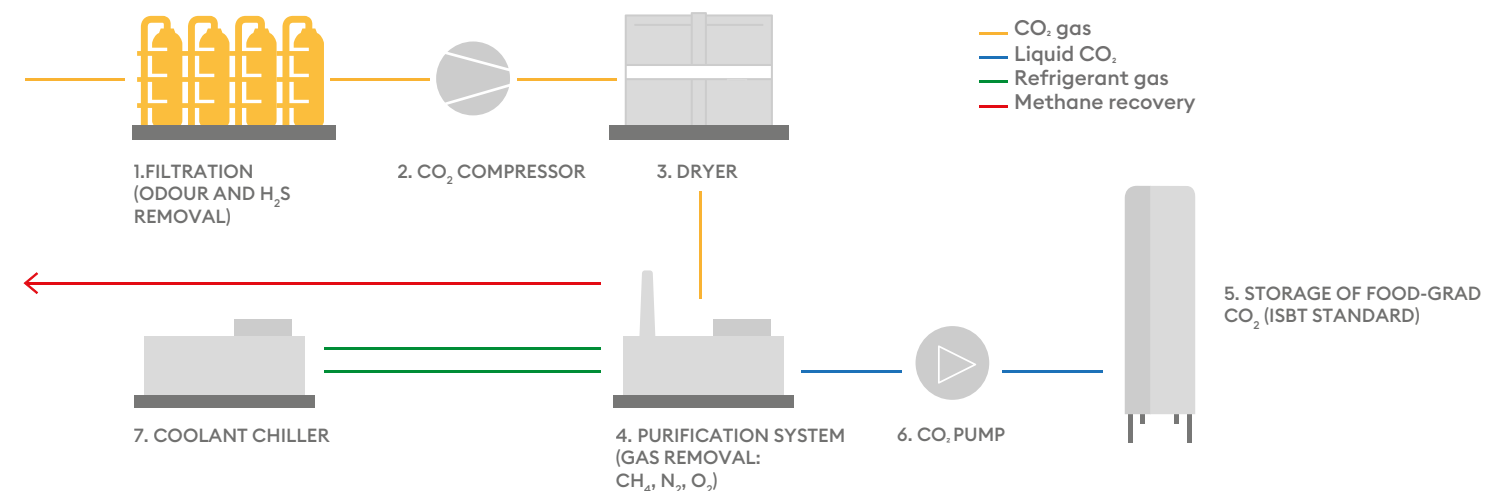 CO₂ gas
Liquid CO₂
Refrigerant gas
Methane recovery
1.FILTRATION
(ODOUR AND H₂S
REMOVAL)
2. CO₂ COMPRESSOR
3. DRYER
5. STORAGE OF FOOD-GRAD
CO₂ (ISBT STANDARD)
7. COOLANT CHILLER
4. PURIFICATION SYSTEM
(GAS REMOVAL:
CH₄, N₂, O₂)
6. CO₂ PUMP